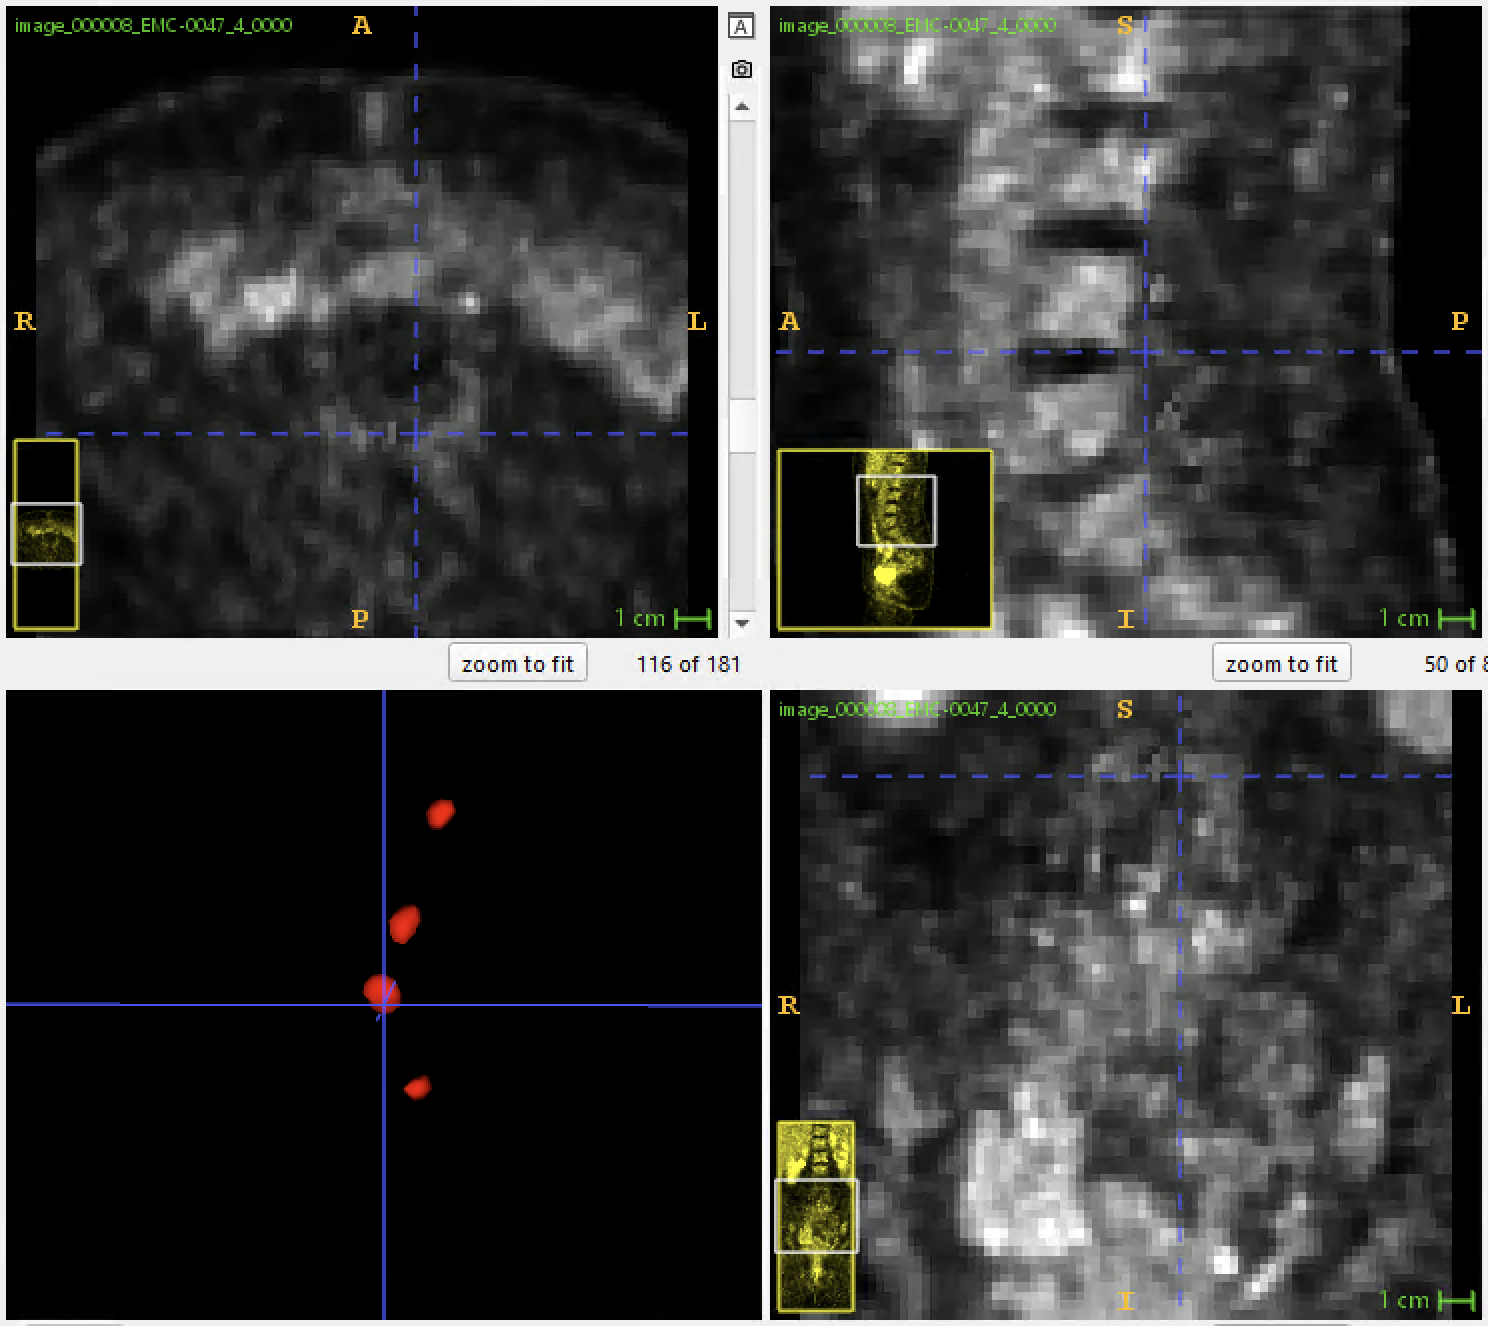 image_000008_EMC-0047_4_0000
A
R
L
P
1 cm
A
image_000008_EMC-0047_4_0000
S
A
P
I
1 cm
zoom to fit
116 of 181
zoom to fit
50 of 8
image_000008_EMC-0047_4_0000
S
R
L
I
1 cm